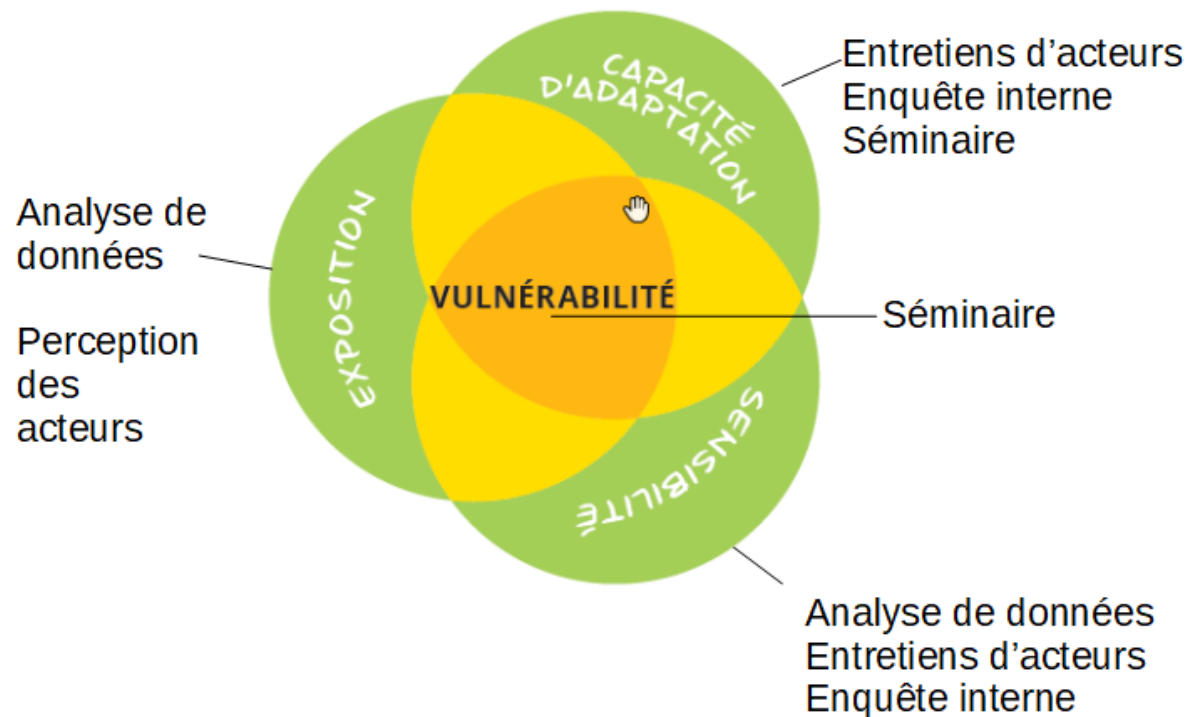 Entretiens d’acteurs
Enquête interne
Séminaire
CAPACITÉ
D'ADAPTATION
Analyse de
données
Perception
des
acteurs
EXPOSITION
VULNÉRABILITÉ
Séminaire
SENSIBILITÉ
Analyse de données
Entretiens d’acteurs
Enquête interne